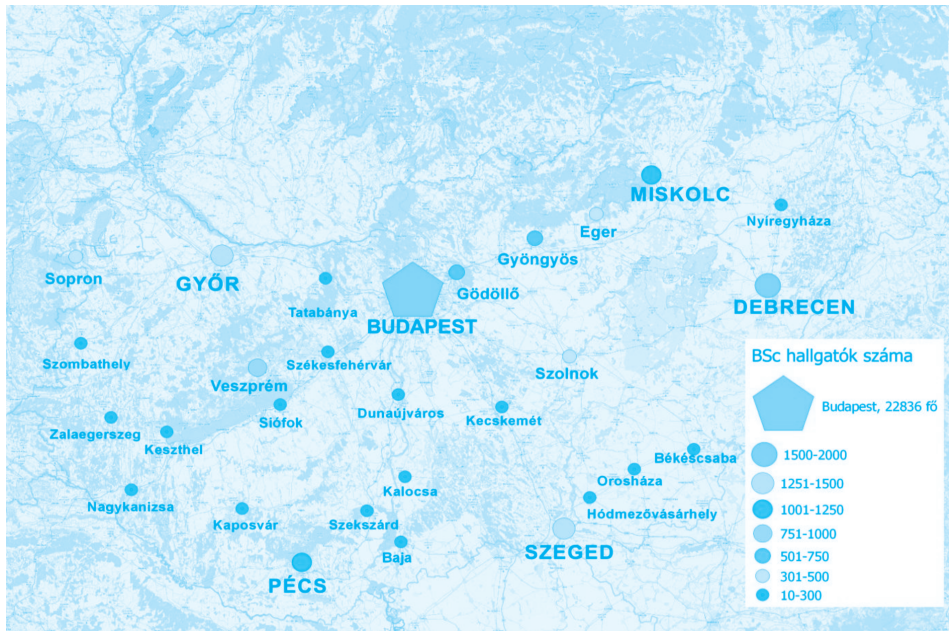 MISKOLC
Nyíregyháza
Eger
Gyöngyös
Sopron
GYŐR
Gödöllő
Tatabánya
DEBRECEN
BUDAPEST
Szombathely
Székesfehérvár
Szolnok
Veszprém
Siófok
Dunaújváros
Kecskemét
Zalaegerszeg
Keszthel
Békéscsaba
Orosháza
Nagykanizsa
Kalocsa
Kaposvár
Szekszárd
Hódmezővásárhely
SZEGED
Baja
PÉCS
BSc hallgatók száma
Budapest, 22836 fő
1500-2000
1251-1500
1001-1250
751-1000
501-750
301-500
10-300